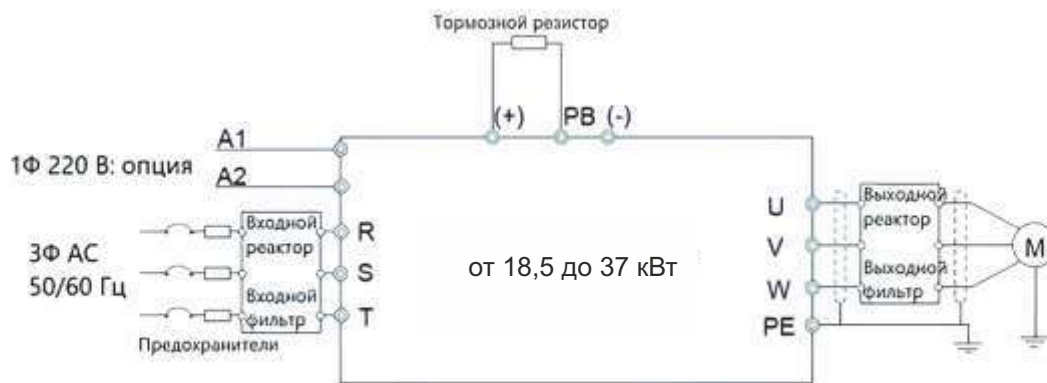 Тормозной резистор
(+) PB (-)
A1
1Ф 220 В: опция
A2
3Ф AC
50/60 Гц
Входной
реактор
Входной
фильтр
Предохранители
R
S
T
от 18,5 до 37 кВт
U
V
W
PE
Выходной
реактор
Выходной
фильтр
M